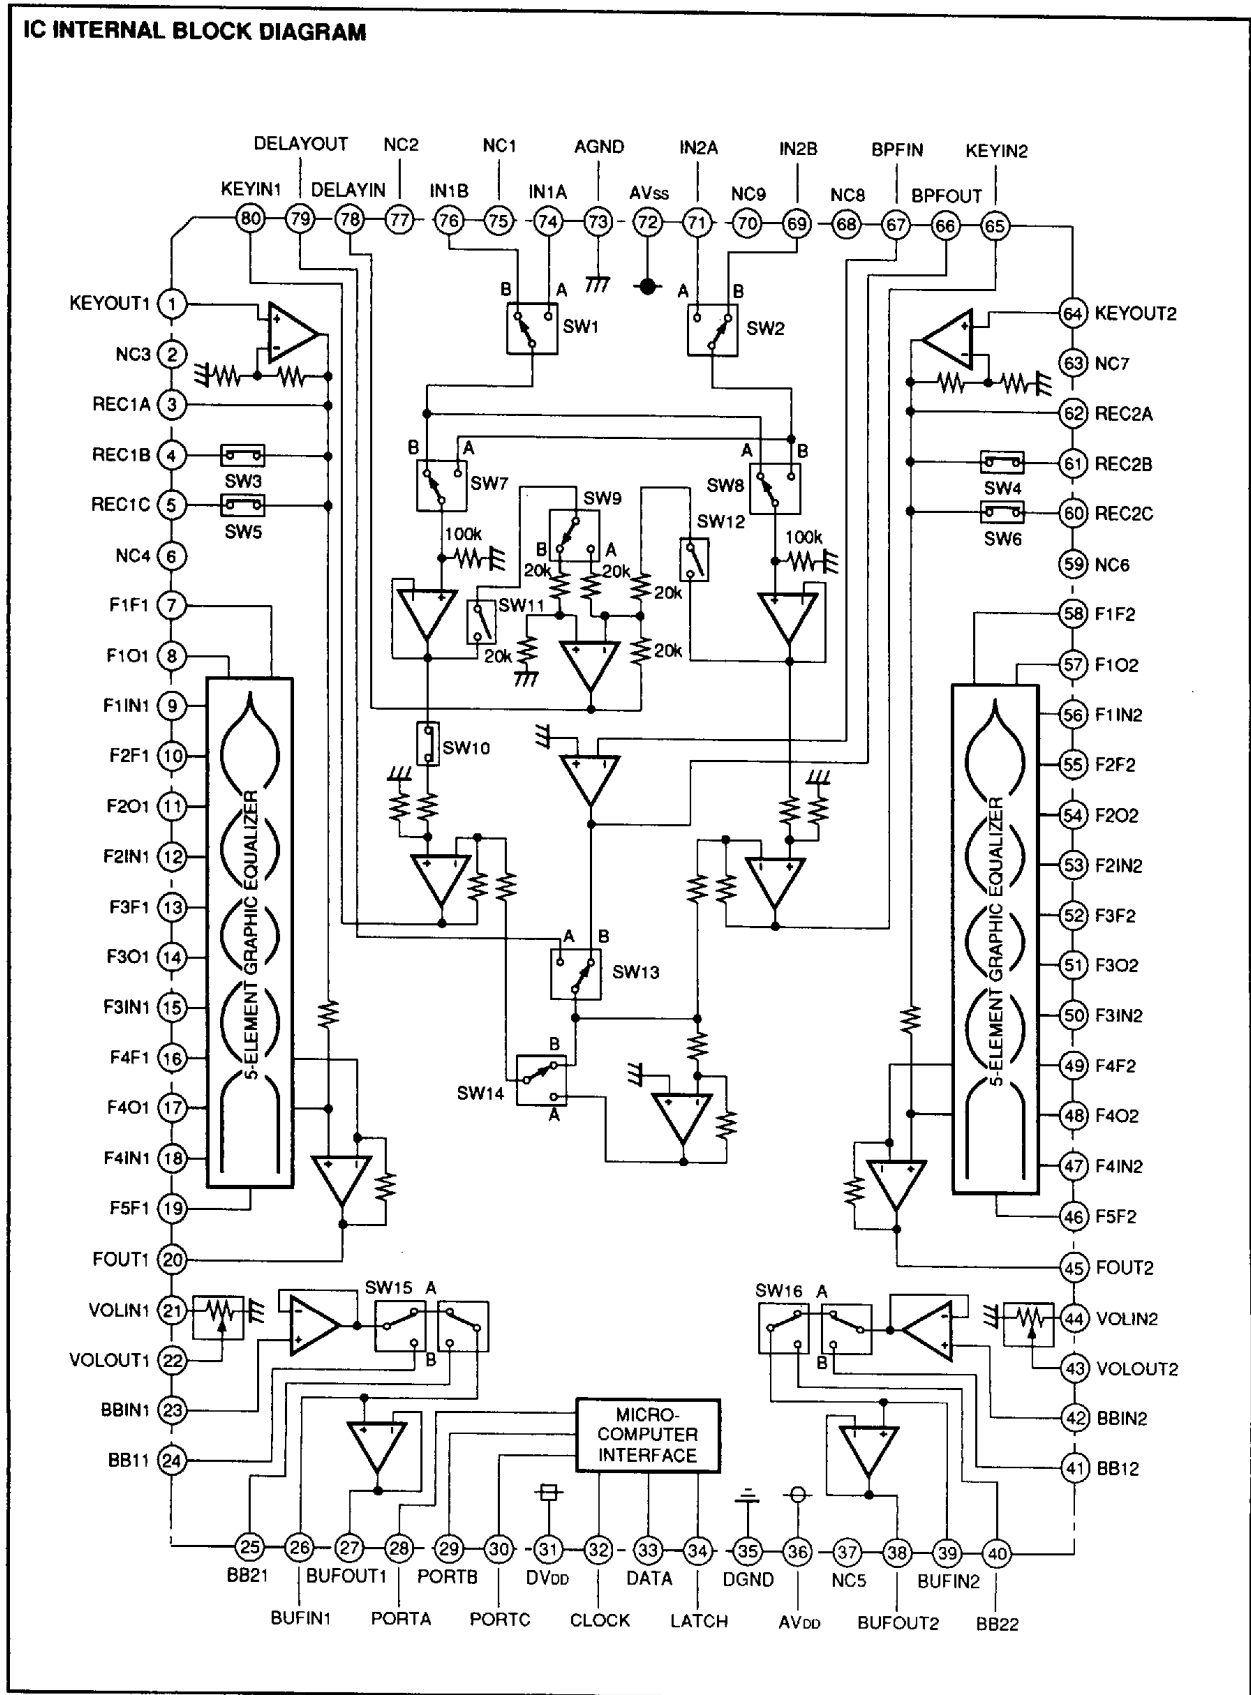 IC INTERNAL BLOCK DIAGRAM
DELAYOUT NC2 NC1 AGND IN2A IN2B BPFIN KEYIN2
KEYIN1 DELAYIN IN1B IN1A AVSS NC9 NC8 BPFOUT
80 79 78 77 76 75 74 73 72 71 70 69 68 67 66 65
B A SW1
A B SW2
KEYOUT1 1
+
-
+
-
64 KEYOUT2
NC3 2
63 NC7
REC1A 3
62 REC2A
REC1B 4
SW3
B A SW7
A B SW8
SW4
61 REC2B
REC1C 5
SW5
SW9
SW12
SW6
60 REC2C
100k
B A
100k
NC4 6
20k 20k
20k
59 NC6
F1F1 7
- +
SW11
+ -
58 F1F2
F1O1 8
20k
+ -
20k
57 F1O2
F1IN1 9
56 F1IN2
F2F1 10
SW10
+ -
55 F2F2
F2O1 11
54 F2O2
F2IN1 12
+ -
- +
53 F2IN2
F3F1 13
52 F3F2
5-ELEMENT GRAPHIC EQUALIZER
5-ELEMENT GRAPHIC EQUALIZER
F3O1 14
A B
SW13
51 F3O2
F3IN1 15
50 F3IN2
F4F1 16
B
SW14
A
49 F4F2
F4O1 17
+ -
48 F4O2
F4IN1 18
+ -
- +
47 F4IN2
F5F1 19
46 F5F2
FOUT1 20
45 FOUT2
VOLIN1 21
SW15 A
B
SW16 A
B
44 VOLIN2
-
+
-
+
VOLOUT1 22
43 VOLOUT2
BBIN1 23
42 BBIN2
+ -
MICRO-
COMPUTER
INTERFACE
- +
BB11 24
41 BB12
25 26 27 28 29 30 31 32 33 34 35 36 37 38 39 40
BB21 BUFOUT1 PORTB DVDD DATA DGND NC5 BUFIN2
BUFIN1 PORTA PORTC CLOCK LATCH AVDD BUFOUT2 BB22